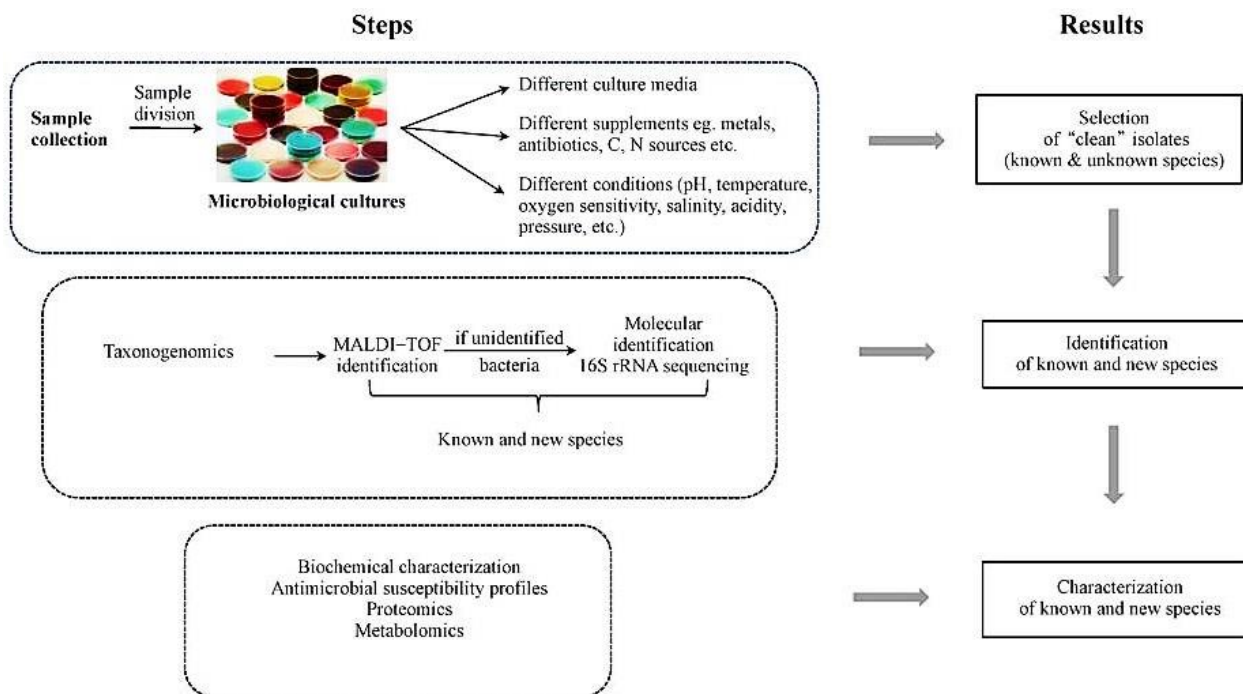 Steps
Results
Sample
collection
Sample
division
Microbiological cultures
Different culture media
Different supplements eg. metals,
antibiotics, C, N sources etc.
Different conditions (pH, temperature,
oxygen sensitivity, salinity, acidity,
pressure, etc.)
Selection
of “clean” isolates
(known & unknown species)
Taxonogenomics
MALDI–TOF
identification
if unidentified
bacteria
Molecular
identification
16S rRNA sequencing
Known and new species
Identification
of known and new species
Biochemical characterization
Antimicrobial susceptibility profiles
Proteomics
Metabolomics
Characterization
of known and new species